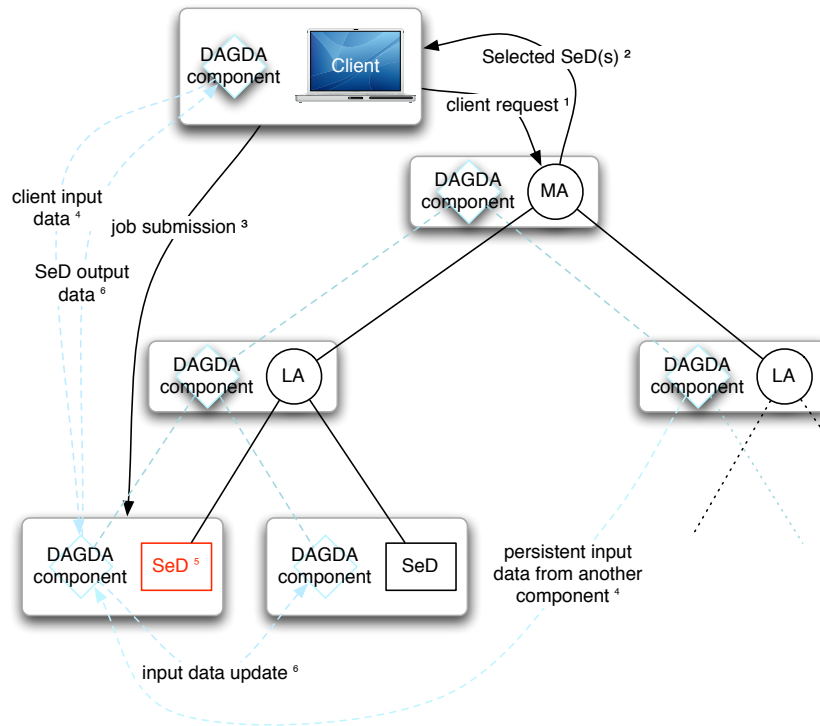 DAGDA
component
Client
Selected SeD(s) ²
client request ¹
DAGDA
component
MA
client input
data ⁴
job submission ³
SeD output
data ⁶
DAGDA
component
LA
DAGDA
component
LA
DAGDA
component
SeD ⁵
DAGDA
component
SeD
persistent input
data from another
component ⁴
input data update ⁶